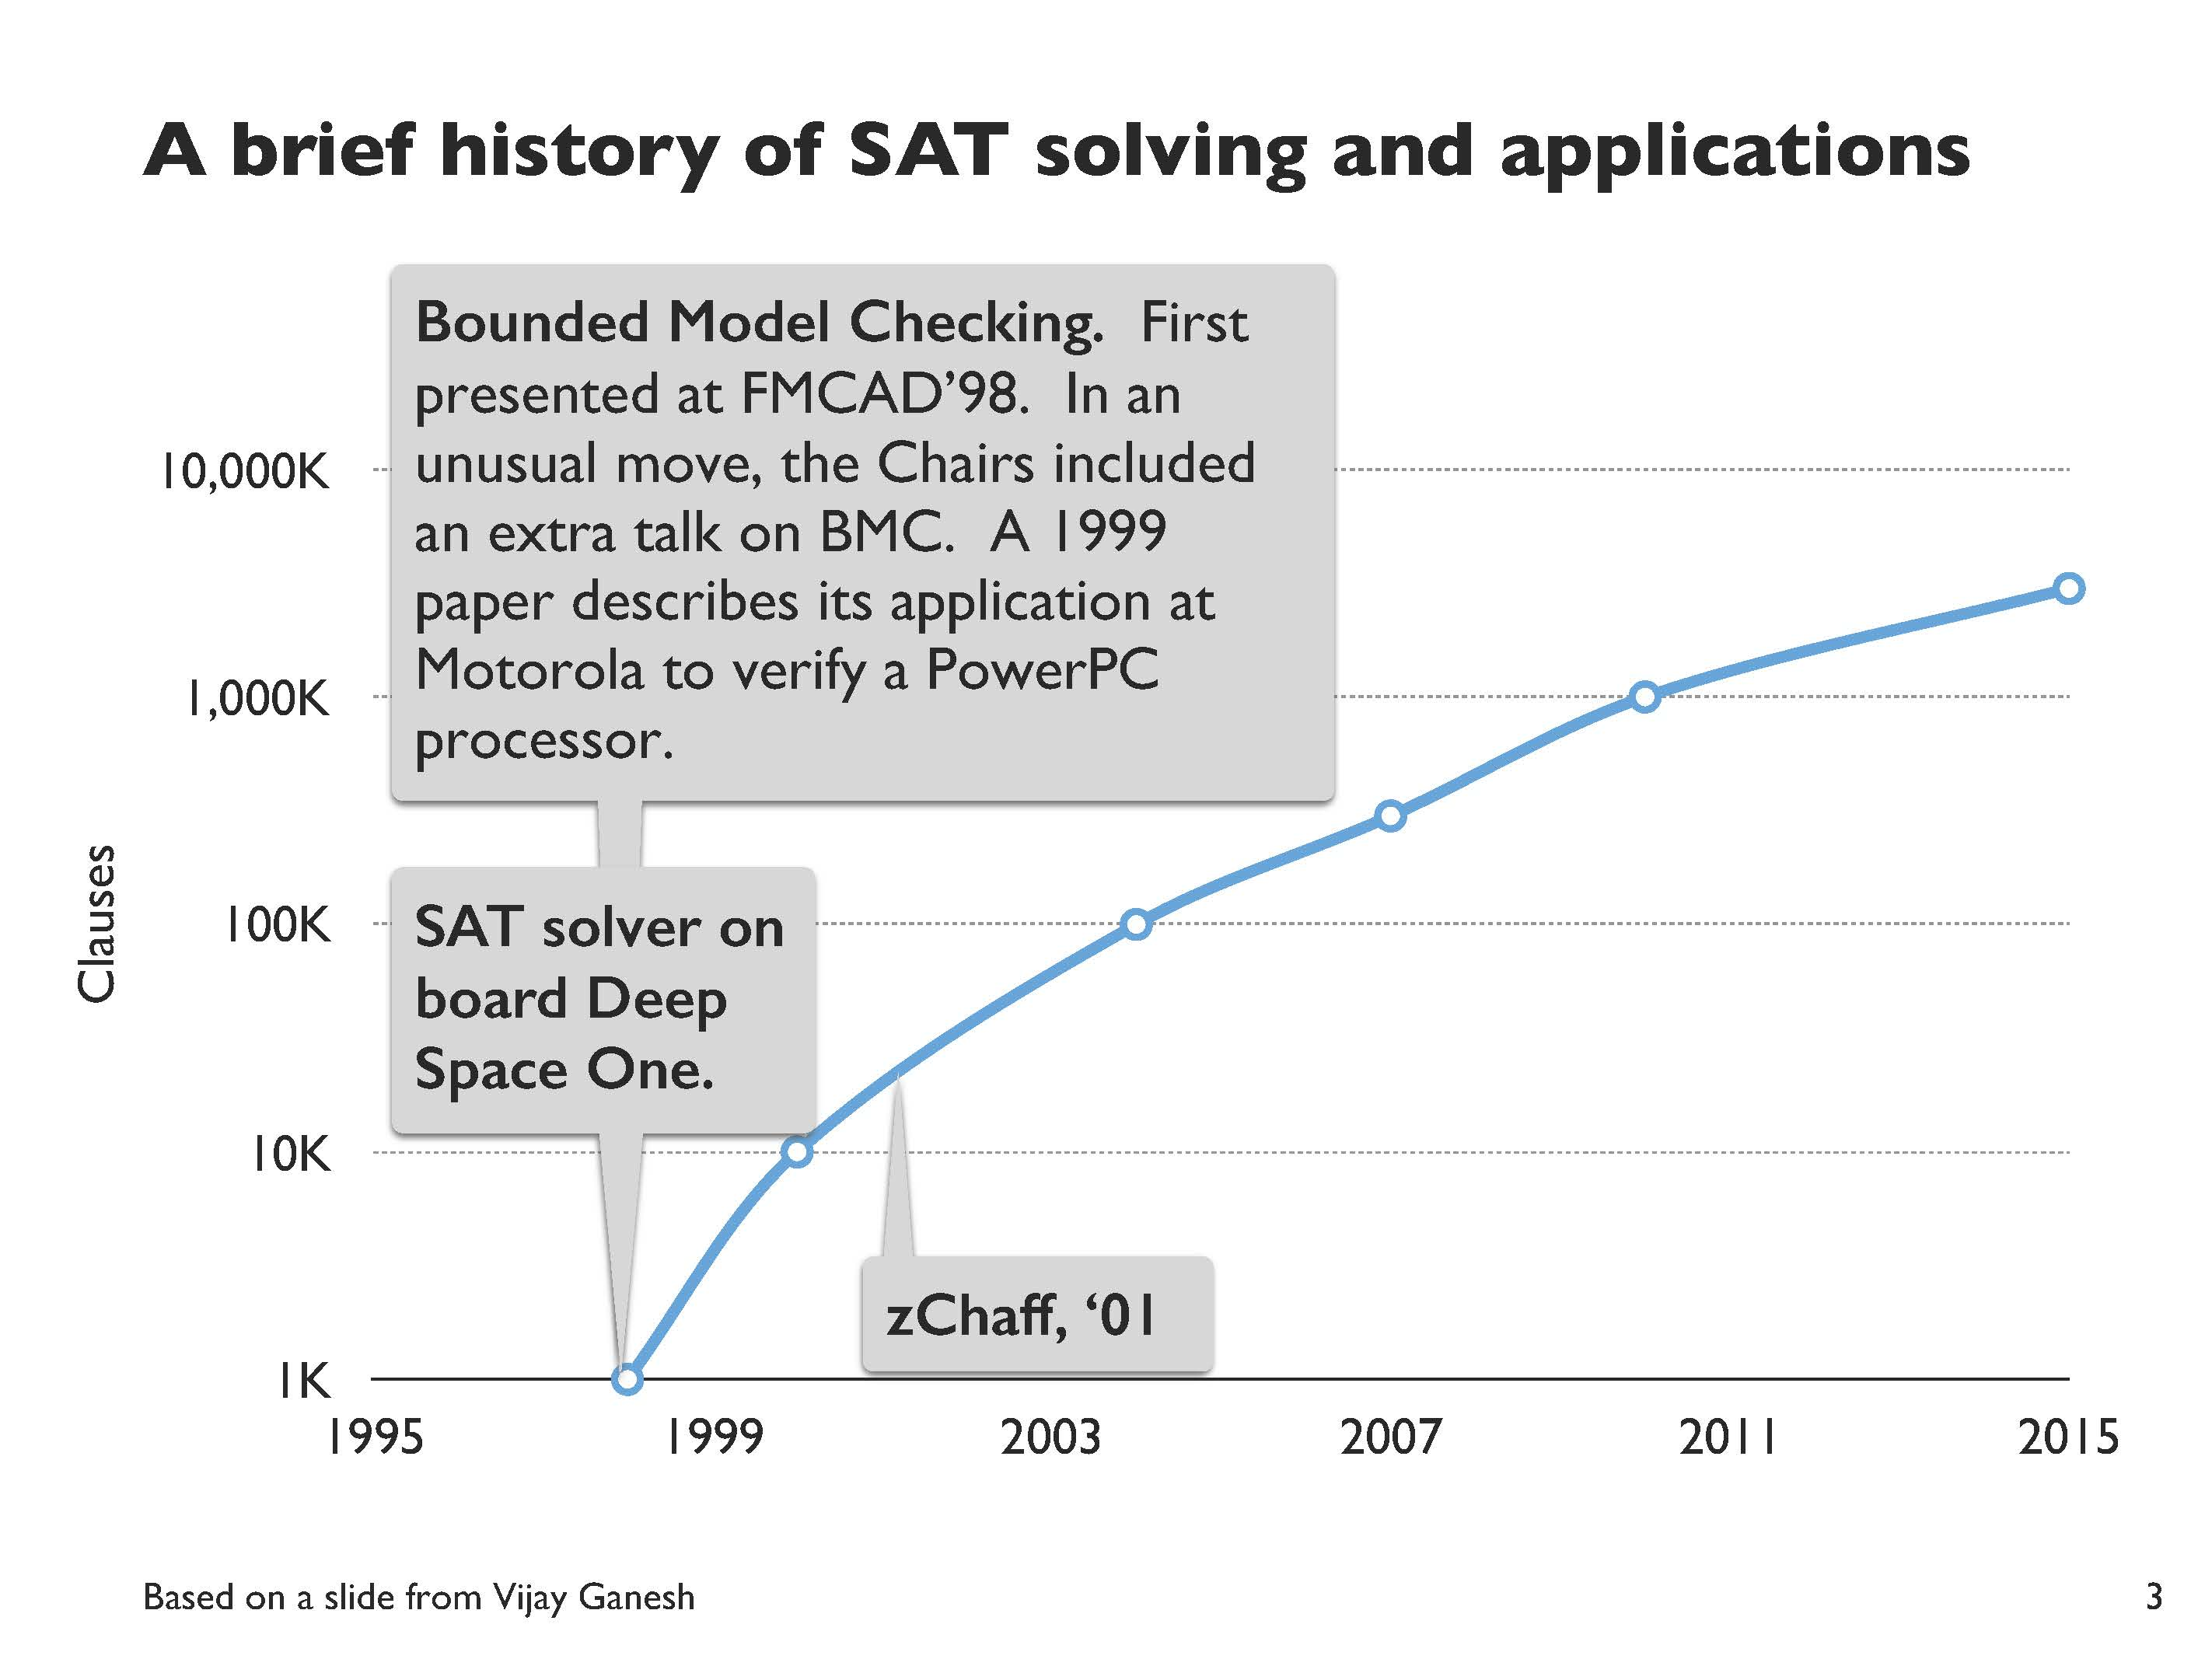 A brief history of SAT solving and applications
Bounded Model Checking. First
presented at FMCAD’98. In an
unusual move, the Chairs included
an extra talk on BMC. A 1999
paper describes its application at
Motorola to verify a PowerPC
processor.
SAT solver on
board Deep
Space One.
zChaff, ‘01
Clauses
10,000K
1,000K
100K
10K
1K
1995 1999 2003 2007 2011 2015
Based on a slide from Vijay Ganesh
3